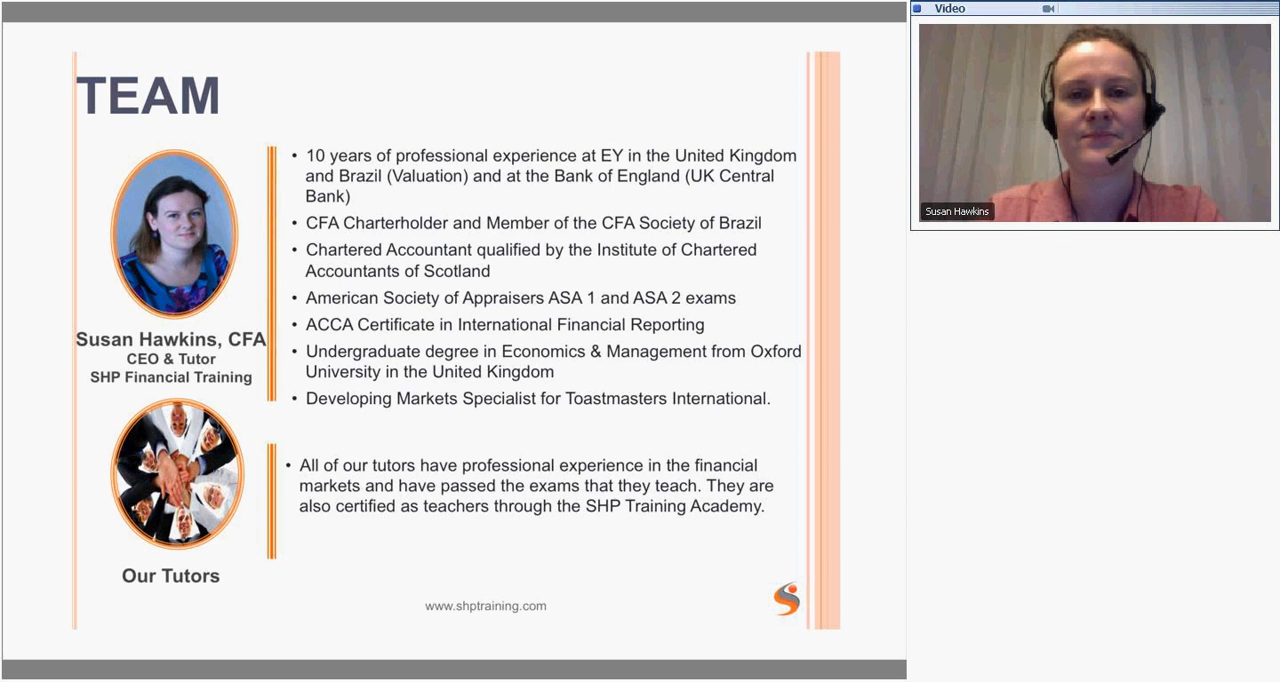 Video
TEAM
• 10 years of professional experience at EY in the United Kingdom
and Brazil (Valuation) and at the Bank of England (UK Central
Bank)
• CFA Charterholder and Member of the CFA Society of Brazil
• Chartered Accountant qualified by the Institute of Chartered
Accountants of Scotland
• American Society of Appraisers ASA 1 and ASA 2 exams
• ACCA Certificate in International Financial Reporting
• Undergraduate degree in Economics & Management from Oxford
University in the United Kingdom
• Developing Markets Specialist for Toastmasters International.
Susan Hawkins, CFA
CEO & Tutor
SHP Financial Training
• All of our tutors have professional experience in the financial
markets and have passed the exams that they teach. They are
also certified as teachers through the SHP Training Academy.
Our Tutors
www.shptraining.com
Susan Hawkins